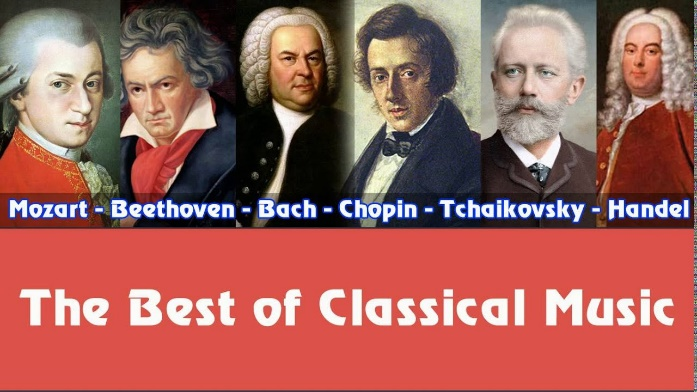 Mozart - Beethoven - Bach - Chopin - Tchaikovsky - Handel
The Best of Classical Music